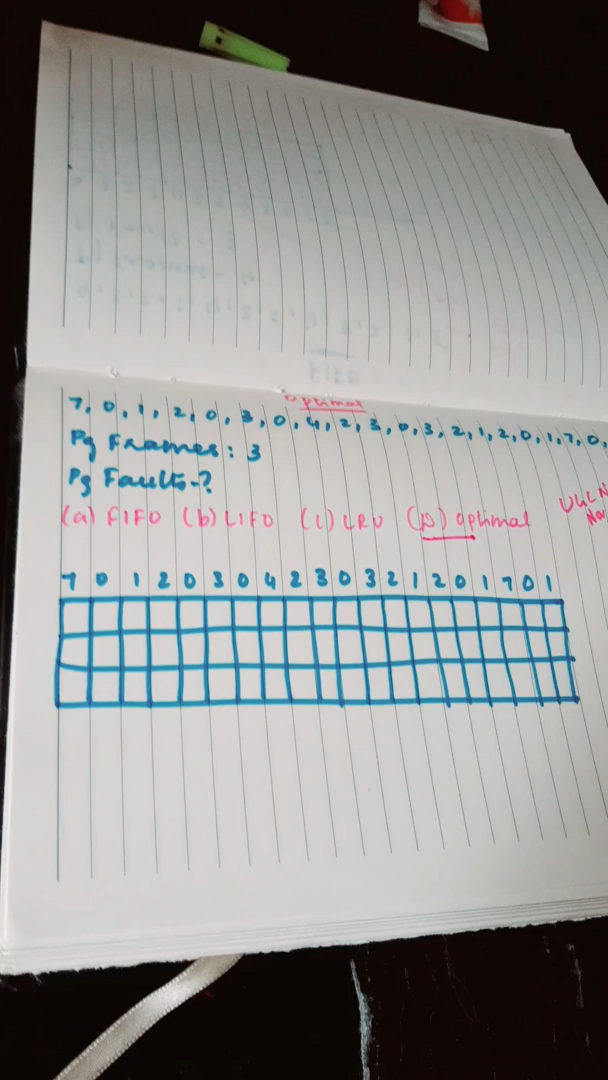 Optimal
7, 0, 1, 2, 0, 3, 0, 4, 2, 3, 0, 3, 2, 1, 2, 0, 1, 7, 0,
Pg Frames: 3
Pg Faults-?
(a) FIFO (b) LIFO (c) LRU (D) optimal
7 0 1 2 0 3 0 4 2 3 0 3 2 1 2 0 1 7 0 1